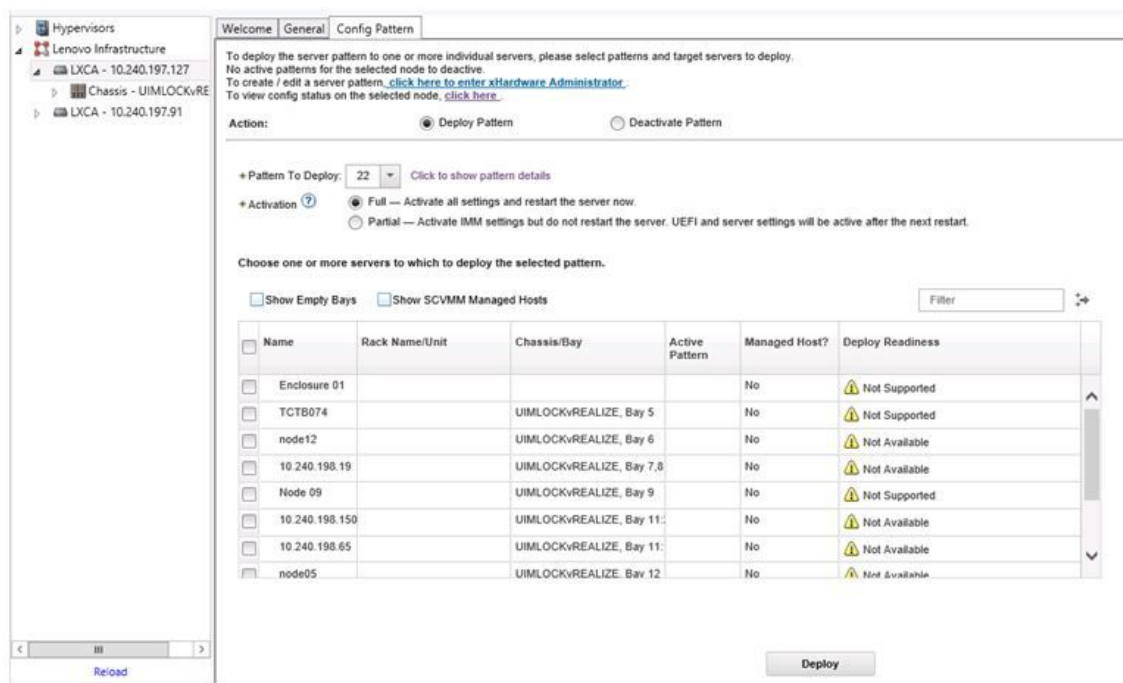 Hypervisors
Lenovo Infrastructure
LXCA - 10.240.197.127
Chassis - UIMLOCKvRE
LXCA - 10.240.197.91
Reload
Welcome General Config Pattern
To deploy the server pattern to one or more individual servers, please select patterns and target servers to deploy.
No active patterns for the selected node to deactive.
To create / edit a server pattern, click here to enter xHardware Administrator .
To view config status on the selected node, click here .
Action: Deploy Pattern Deactivate Pattern
+ Pattern To Deploy: 22 Click to show pattern details
+ Activation ? Full — Activate all settings and restart the server now.
Partial — Activate IMM settings but do not restart the server. UEFI and server settings will be active after the next restart.
Choose one or more servers to which to deploy the selected pattern.
Show Empty Bays Show SCVMM Managed Hosts Filter
Name Rack Name/Unit Chassis/Bay Active Pattern Managed Host? Deploy Readiness
Enclosure 01 No Not Supported
TCTB074 UIMLOCKvREALIZE, Bay 5 No Not Supported
node12 UIMLOCKvREALIZE, Bay 6 No Not Available
10.240.198.19 UIMLOCKvREALIZE, Bay 7,8 No Not Available
Node 09 UIMLOCKvREALIZE, Bay 9 No Not Supported
10.240.198.150 UIMLOCKvREALIZE, Bay 11: No Not Available
10.240.198.65 UIMLOCKvREALIZE, Bay 11: No Not Available
node05 UIMLOCKvREALIZE, Bay 12 No Not Available
Deploy